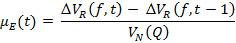 μ_E(t) = (ΔV_R(f,t) − ΔV_R(f,t−1)) / V_N(Q)